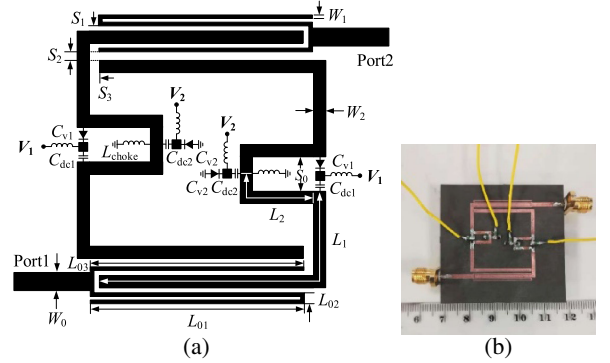 S1
W1
S2
Port2
S3
V2
W2
V2
Cv1
V1
Cdc1
Lchoke
Cdc2
Cv2
S0
Cv1
V1
Cdc1
Cv2
Cdc2
L2
L1
Port1
L03
L02
W0
L01
6 7 8 9 10 11 12
(a)
(b)